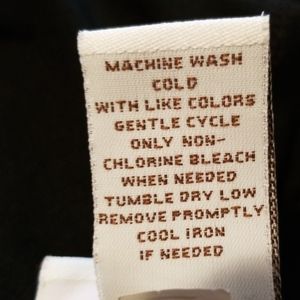 MACHINE WASH
COLD
WITH LIKE COLORS
GENTLE CYCLE
ONLY NON-
CHLORINE BLEACH
WHEN NEEDED
TUMBLE DRY LOW
REMOVE PROMPTLY
COOL IRON
IF NEEDED